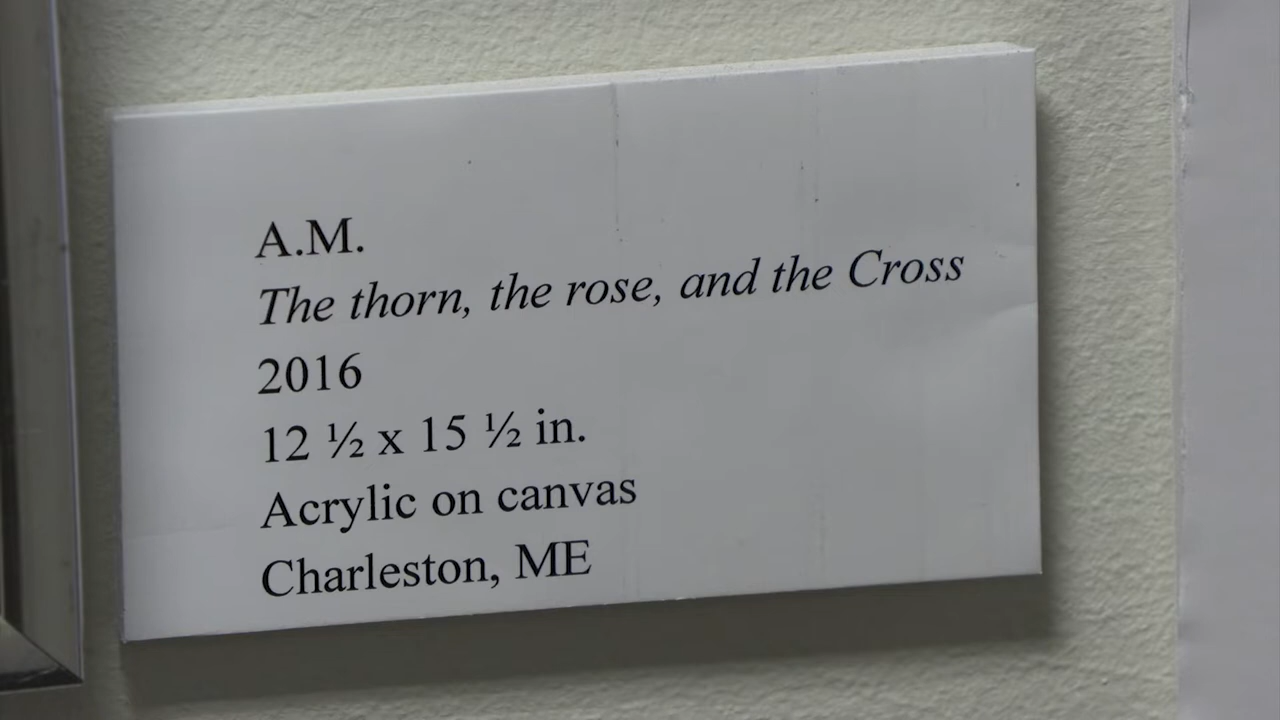 A.M.
The thorn, the rose, and the Cross
2016
12 ½ x 15 ½ in.
Acrylic on canvas
Charleston, ME